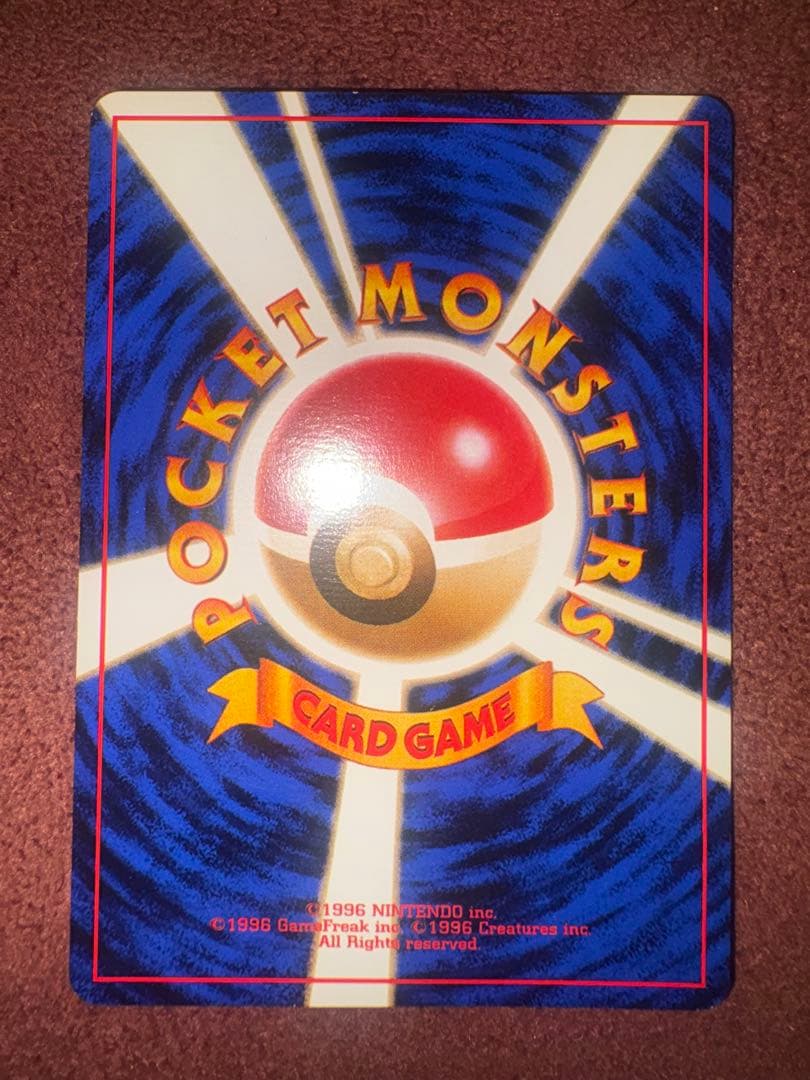 POCKET MONSTERS
CARD GAME
©1996 NINTENDO inc.
©1996 GameFreak inc. ©1996 Creatures inc.
All Rights reserved.